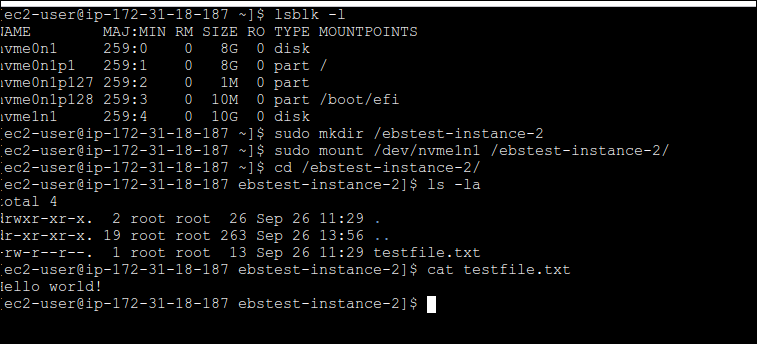 [ec2-user@ip-172-31-18-187 ~]$ lsblk -l
NAME MAJ:MIN RM SIZE RO TYPE MOUNTPOINTS
nvme0n1 259:0 0 8G 0 disk
nvme0n1p1 259:1 0 8G 0 part /
nvme0n1p127 259:2 0 1M 0 part
nvme0n1p128 259:3 0 10M 0 part /boot/efi
nvme1n1 259:4 0 10G 0 disk
[ec2-user@ip-172-31-18-187 ~]$ sudo mkdir /ebstest-instance-2
[ec2-user@ip-172-31-18-187 ~]$ sudo mount /dev/nvme1n1 /ebstest-instance-2/
[ec2-user@ip-172-31-18-187 ~]$ cd /ebstest-instance-2/
[ec2-user@ip-172-31-18-187 ebstest-instance-2]$ ls -la
total 4
drwxr-xr-x. 2 root root 26 Sep 26 11:29 .
dr-xr-xr-x. 19 root root 263 Sep 26 13:56 ..
-rw-r--r--. 1 root root 13 Sep 26 11:29 testfile.txt
[ec2-user@ip-172-31-18-187 ebstest-instance-2]$ cat testfile.txt
Hello world!
[ec2-user@ip-172-31-18-187 ebstest-instance-2]$